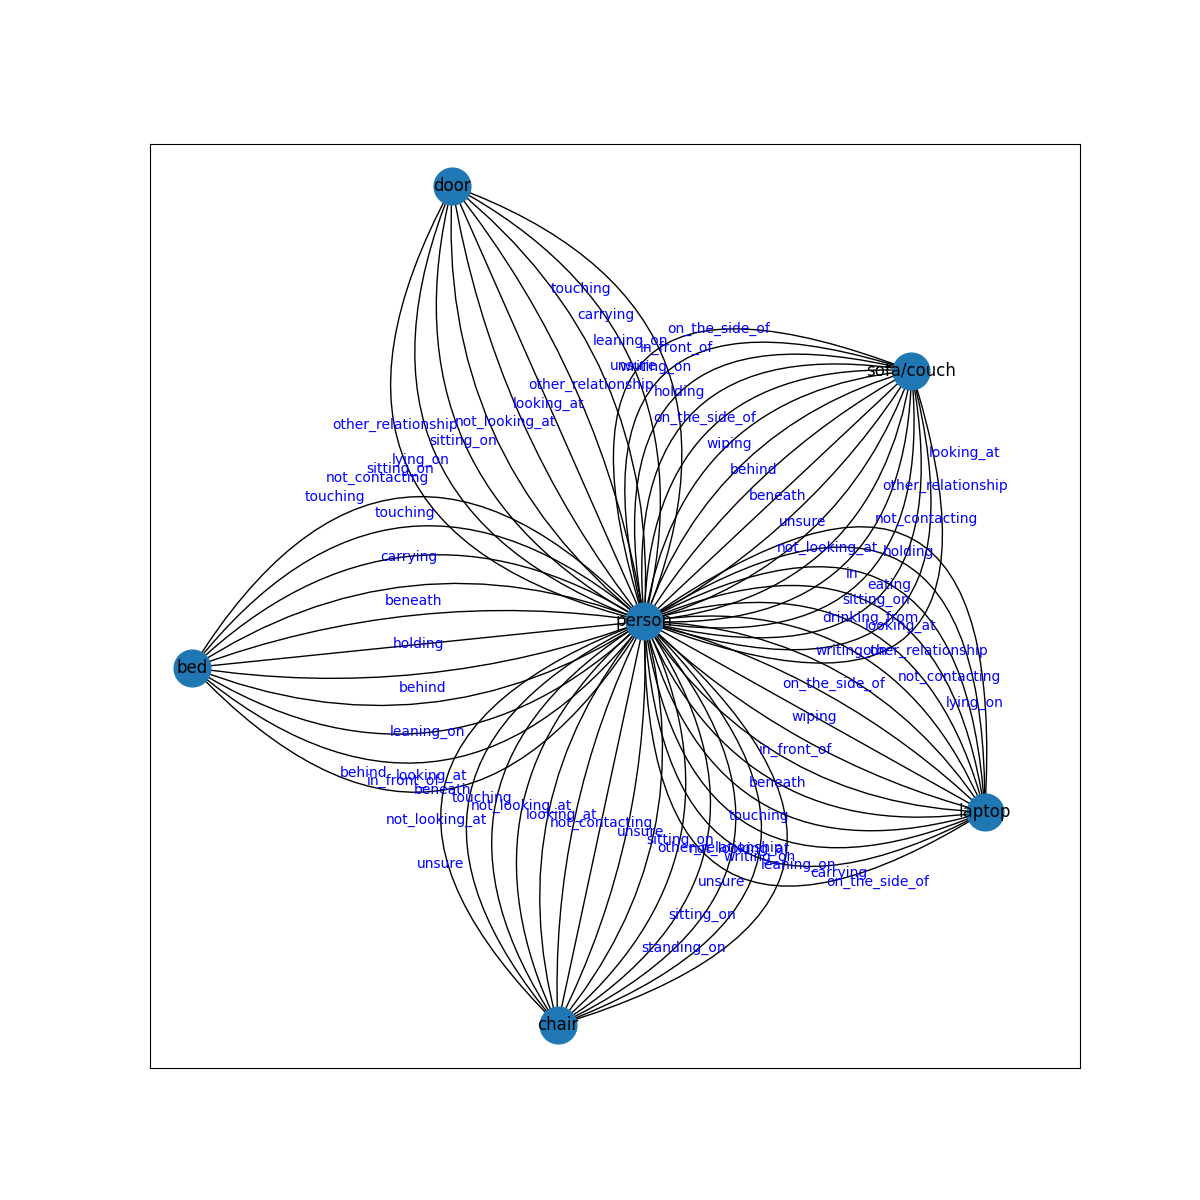 door
touching
carrying
on_the_side_of
leaning_on
in_front_of
unsure
writing_on
sofa/couch
other_relationship
holding
looking_at
on_the_side_of
not_looking_at
other_relationship
sitting_on
wiping
looking_at
lying_on
sitting_on
behind
not_contacting
other_relationship
touching
beneath
touching
unsure
not_contacting
carrying
not_looking_at
holding
in
eating
beneath
sitting_on
drinking_from
person
looking_at
holding
other_relationship
bed
not_contacting
on_the_side_of
behind
lying_on
wiping
leaning_on
in_front_of
behind
looking_at
in_front_of
beneath
beneath
touching
not_looking_at
laptop
looking_at
touching
not_looking_at
not_contacting
unsure
sitting_on
other_relationship
not_looking_at
writing_on
unsure
leaning_on
carrying
unsure
on_the_side_of
sitting_on
standing_on
chair